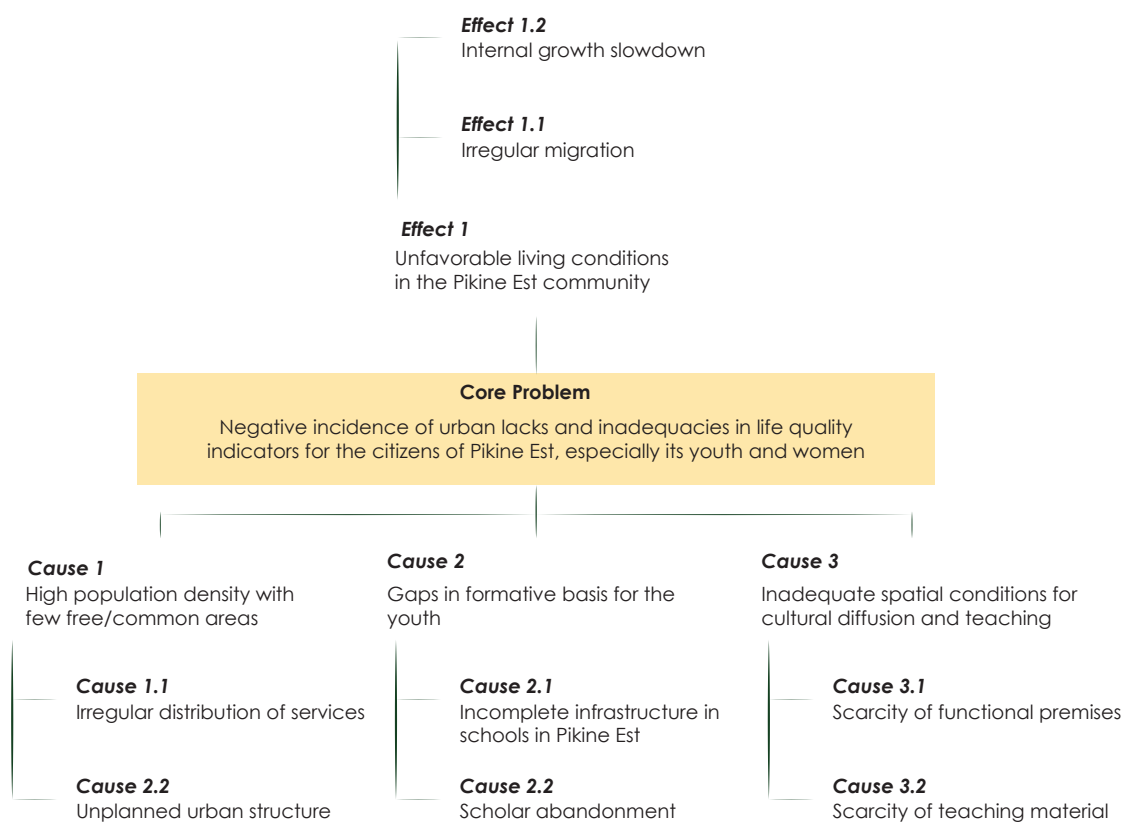 Effect 1.2
Internal growth slowdown
Effect 1.1
Irregular migration
Effect 1
Unfavorable living conditions
in the Pikine Est community
Core Problem
Negative incidence of urban lacks and inadequacies in life quality
indicators for the citizens of Pikine Est, especially its youth and women
Cause 1
High population density with
few free/common areas
Cause 1.1
Irregular distribution of services
Cause 2.2
Unplanned urban structure
Cause 2
Gaps in formative basis for the
youth
Cause 2.1
Incomplete infrastructure in
schools in Pikine Est
Cause 2.2
Scholar abandonment
Cause 3
Inadequate spatial conditions for
cultural diffusion and teaching
Cause 3.1
Scarcity of functional premises
Cause 3.2
Scarcity of teaching material